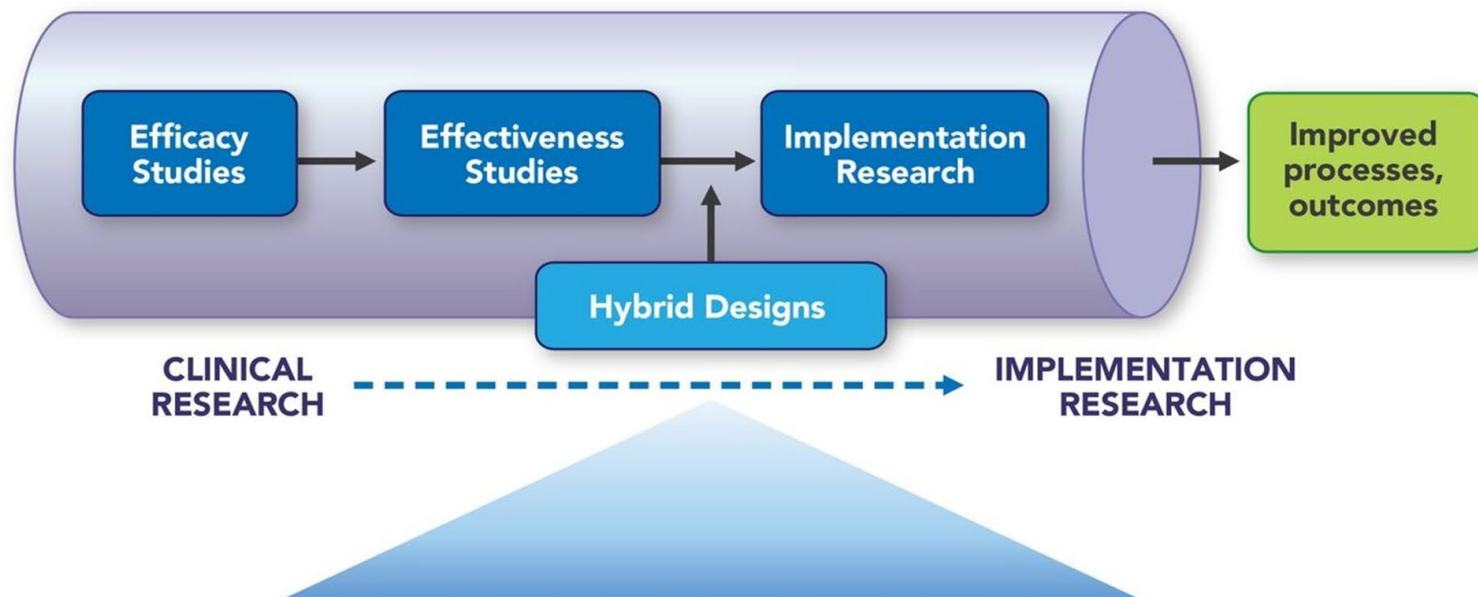 Efficacy
Studies
Effectiveness
Studies
Implementation
Research
Improved
processes,
outcomes
Hybrid Designs
CLINICAL
RESEARCH
IMPLEMENTATION
RESEARCH